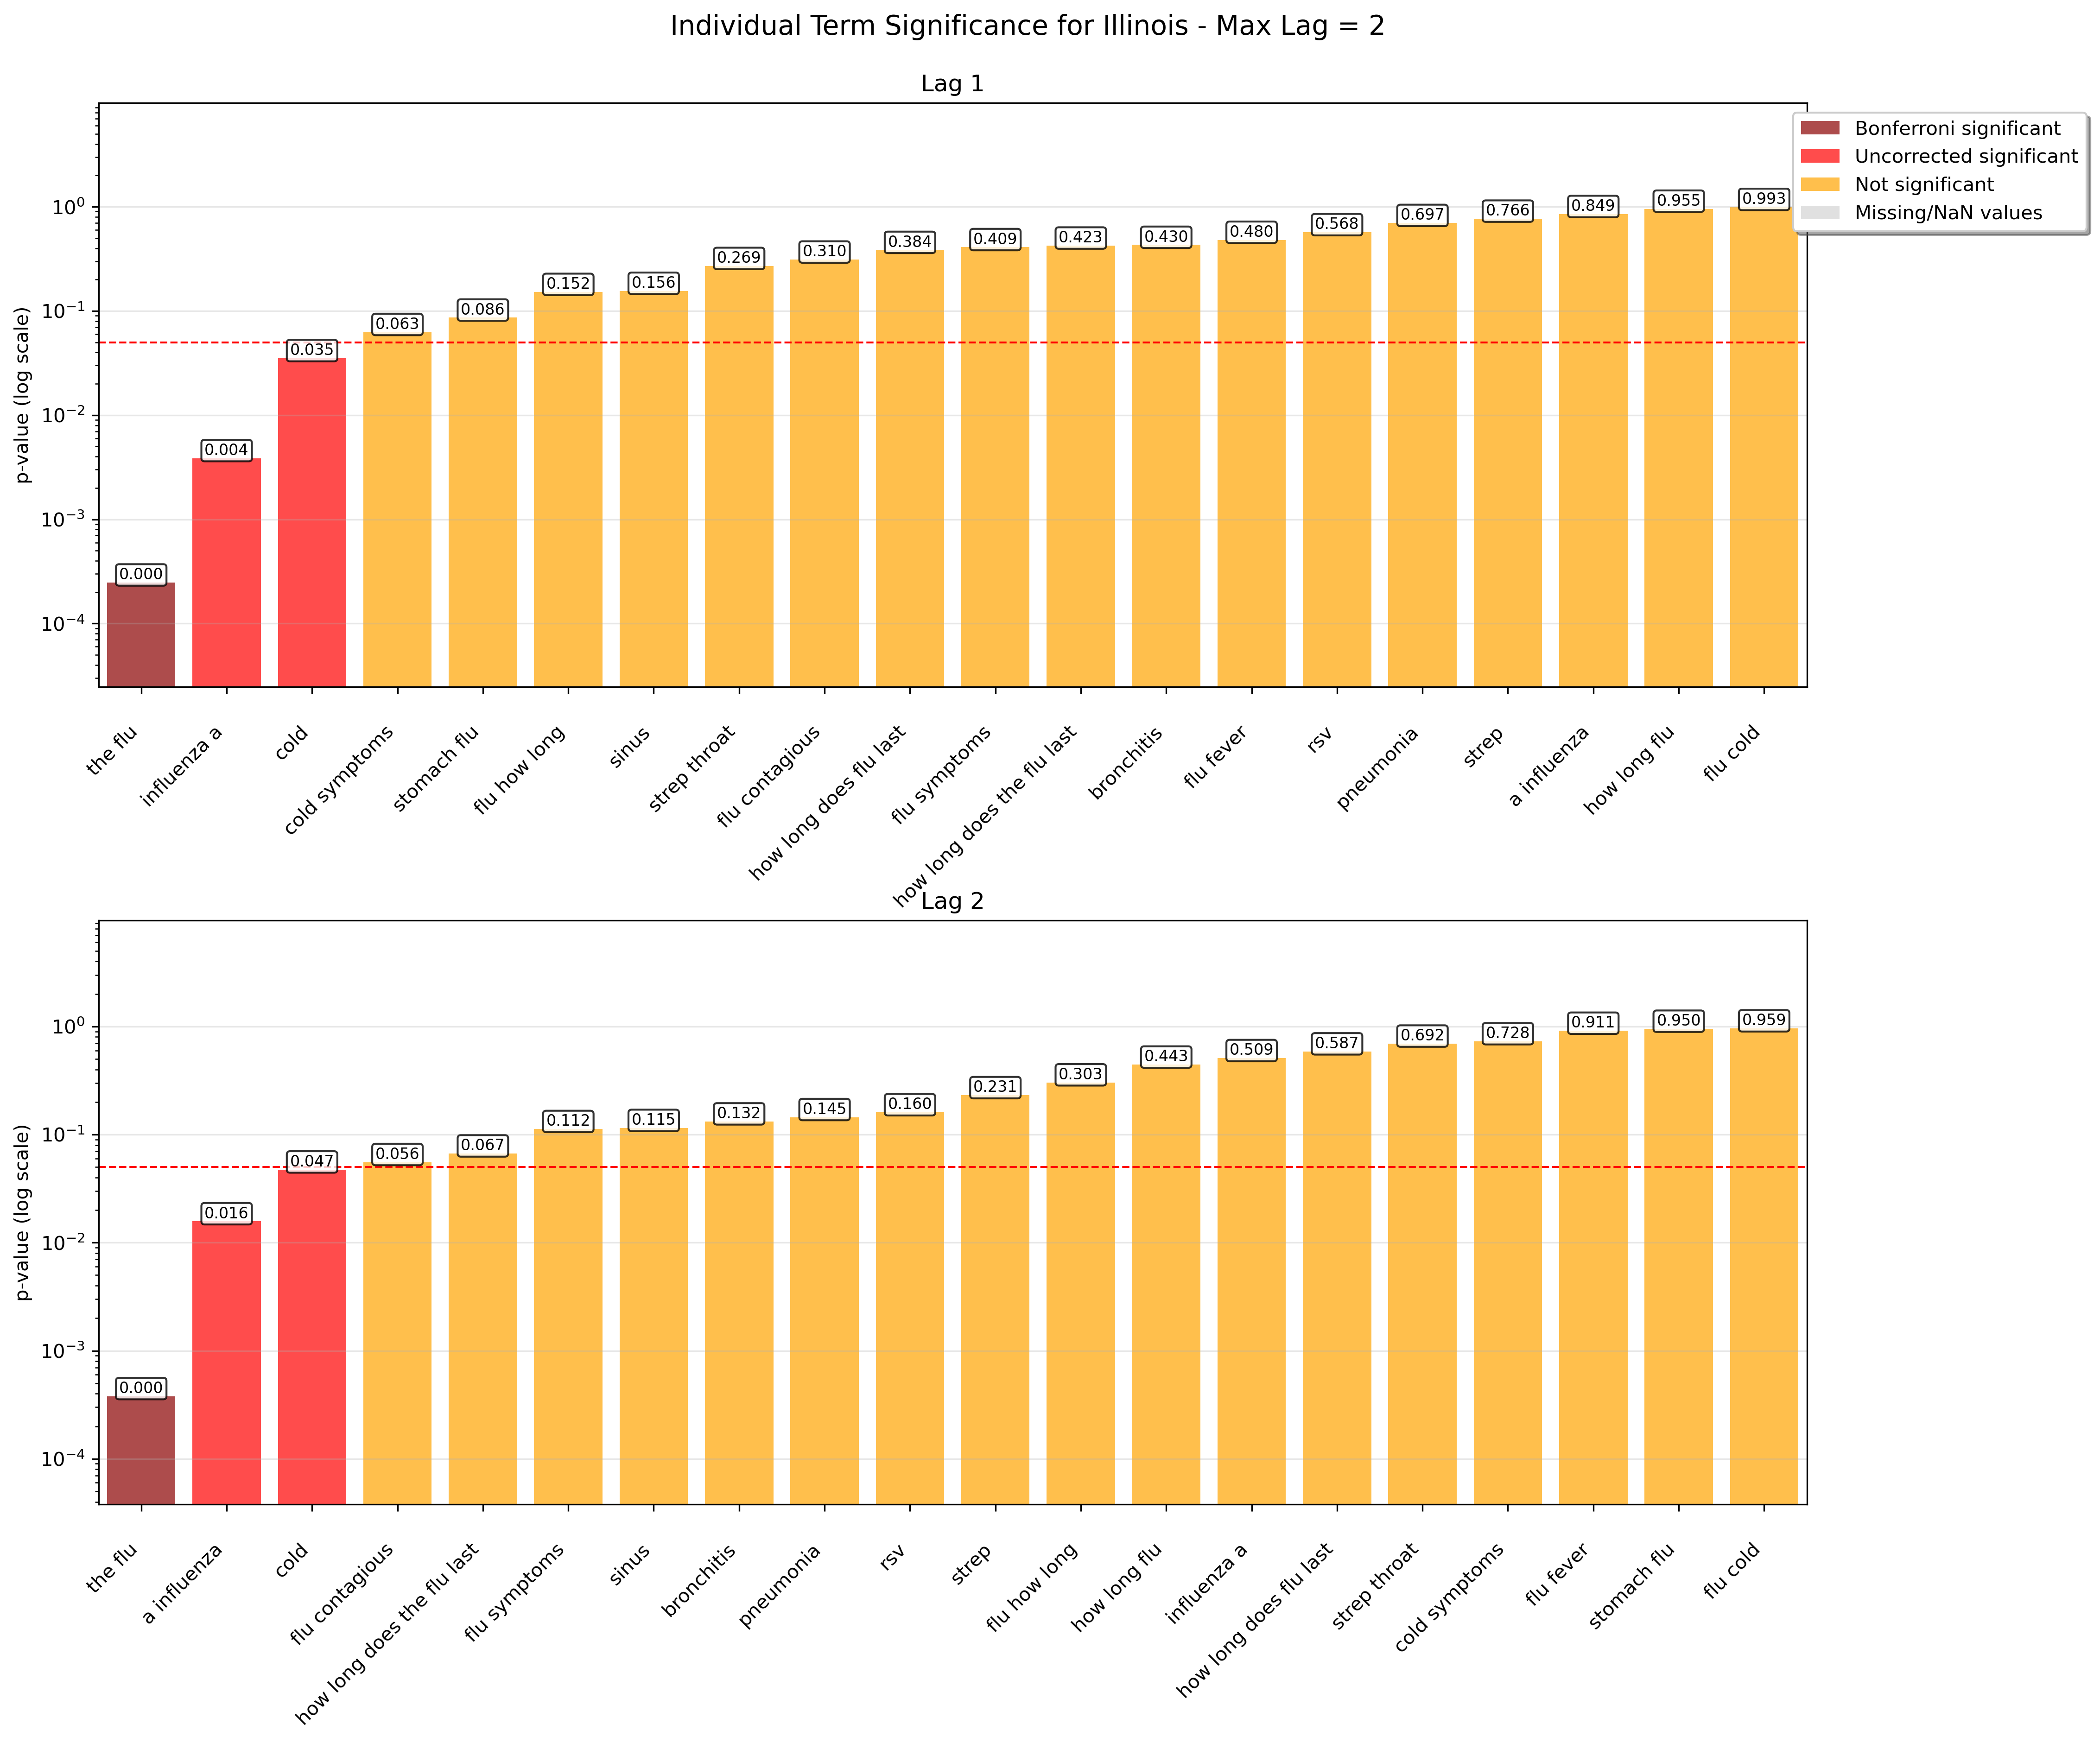 Individual Term Significance for Illinois - Max Lag = 2
Lag 1
Bonferroni significant
Uncorrected significant
Not significant
Missing/NaN values
p-value (log scale)
10⁰
10⁻¹
10⁻²
10⁻³
10⁻⁴
0.000
0.004
0.035
0.063
0.086
0.152
0.156
0.269
0.310
0.384
0.409
0.423
0.430
0.480
0.568
0.697
0.766
0.849
0.955
0.993
the flu
influenza a
cold
cold symptoms
stomach flu
flu how long
sinus
strep throat
flu contagious
how long does flu last
flu symptoms
how long does the flu last
bronchitis
flu fever
rsv
pneumonia
strep
a influenza
how long flu
flu cold
Lag 2
p-value (log scale)
10⁰
10⁻¹
10⁻²
10⁻³
10⁻⁴
0.000
0.016
0.047
0.056
0.067
0.112
0.115
0.132
0.145
0.160
0.231
0.303
0.443
0.509
0.587
0.692
0.728
0.911
0.950
0.959
the flu
a influenza
cold
flu contagious
how long does the flu last
flu symptoms
sinus
bronchitis
pneumonia
rsv
strep
flu how long
how long flu
influenza a
how long does flu last
strep throat
cold symptoms
flu fever
stomach flu
flu cold